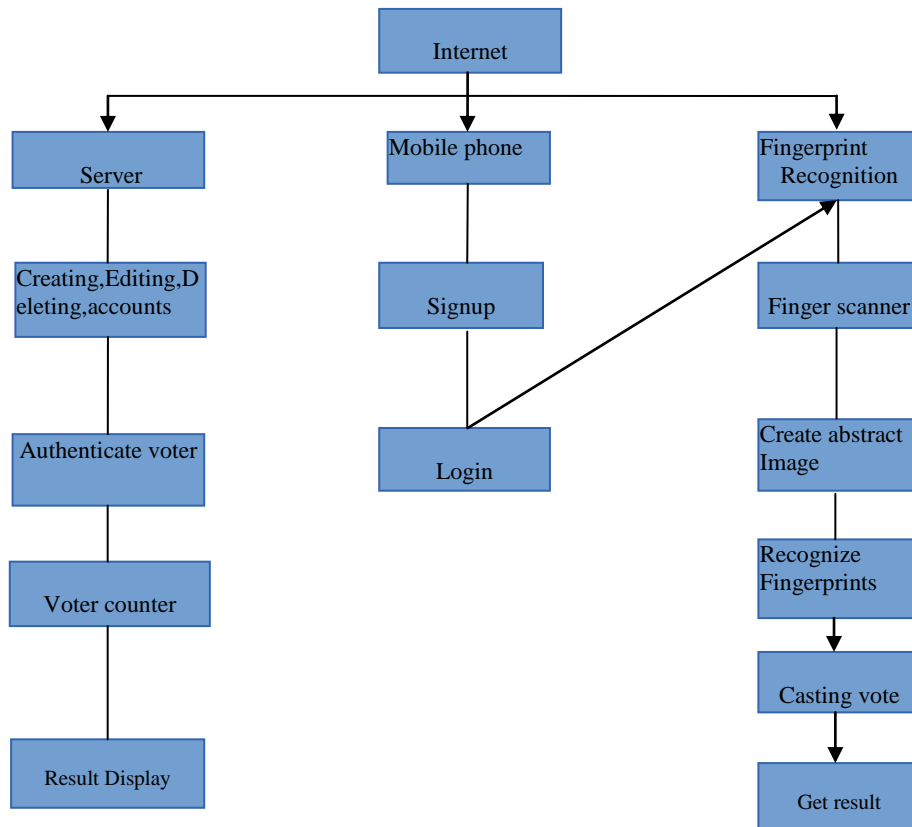 Internet
Server
Mobile phone
Fingerprint
Recognition
Creating,Editing,D
eleting,accounts
Signup
Finger scanner
Authenticate voter
Login
Create abstract
Image
Voter counter
Recognize
Fingerprints
Casting vote
Result Display
Get result